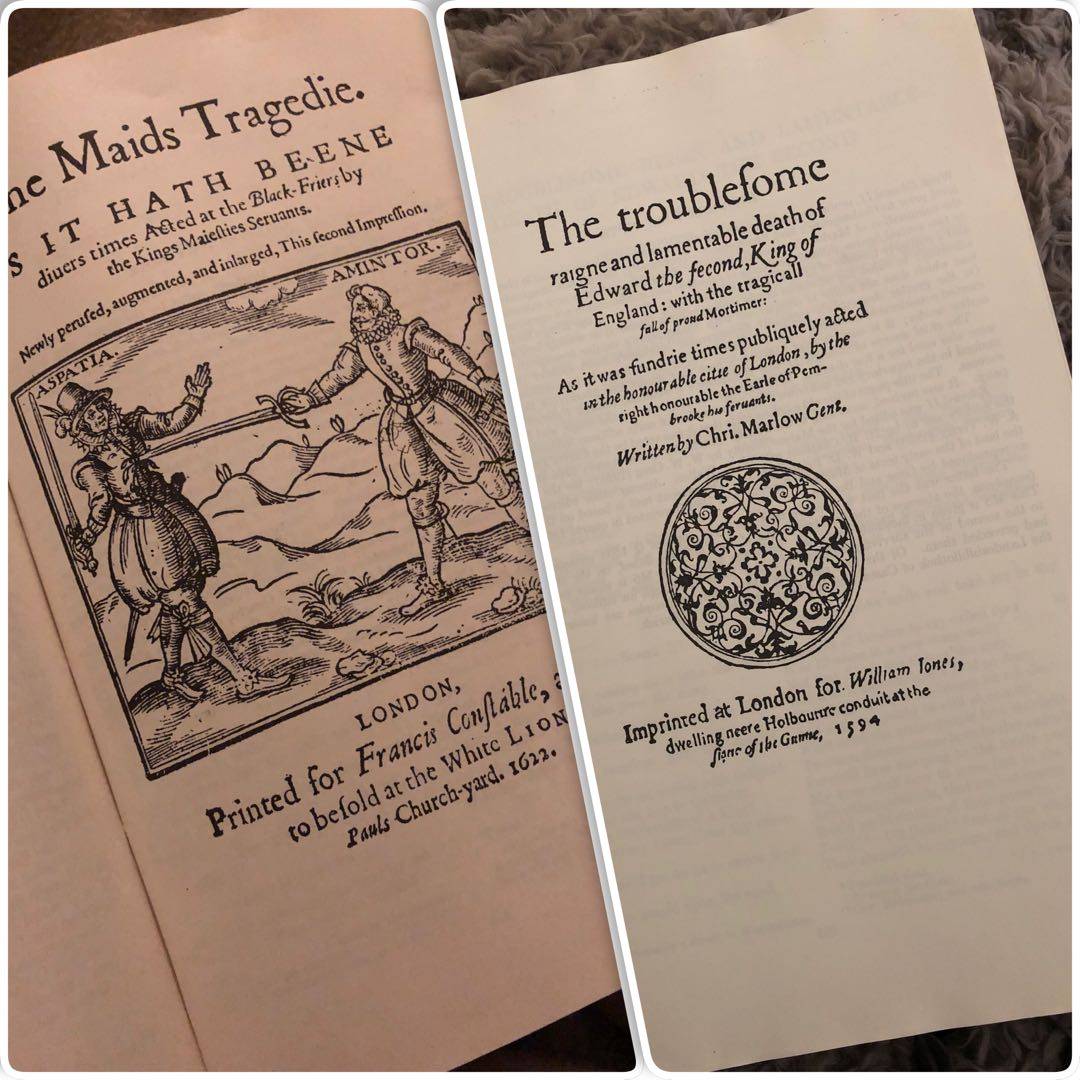 he Maids Tragedie.
S IT HATH BEENE
diuers times Acted at the Black-Friers by
the Kings Maieſties Seruants.
Newly peruſed, augmented, and inlarged, This ſecond Impreſſion.
ASPATIA.
AMINTOR.
LONDON,
Printed for Francis Conſtable, a
to be ſold at the White LION
Pauls Church-yard. 1622.
The troubleſome
raigne and lamentable death of
Edward the ſecond, King of
England: with the tragicall
fall of proud Mortimer:
As it was ſundrie times publiquely acted
in the honourable citie of London, by the
right honourable the Earle of Pem-
brooke his ſeruants.
Written by Chri. Marlow Gent.
Imprinted at London for. William Iones,
dwelling neere Holbourne conduit at the
ſigne of the Gunne, 1594